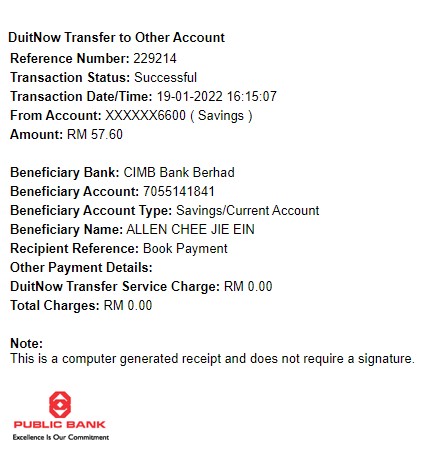 DuitNow Transfer to Other Account
Reference Number: 229214
Transaction Status: Successful
Transaction Date/Time: 19-01-2022 16:15:07
From Account: XXXXXX6600 ( Savings )
Amount: RM 57.60
Beneficiary Bank: CIMB Bank Berhad
Beneficiary Account: 7055141841
Beneficiary Account Type: Savings/Current Account
Beneficiary Name: ALLEN CHEE JIE EIN
Recipient Reference: Book Payment
Other Payment Details:
DuitNow Transfer Service Charge: RM 0.00
Total Charges: RM 0.00
Note:
This is a computer generated receipt and does not require a signature.
PUBLIC BANK
Excellence Is Our Commitment